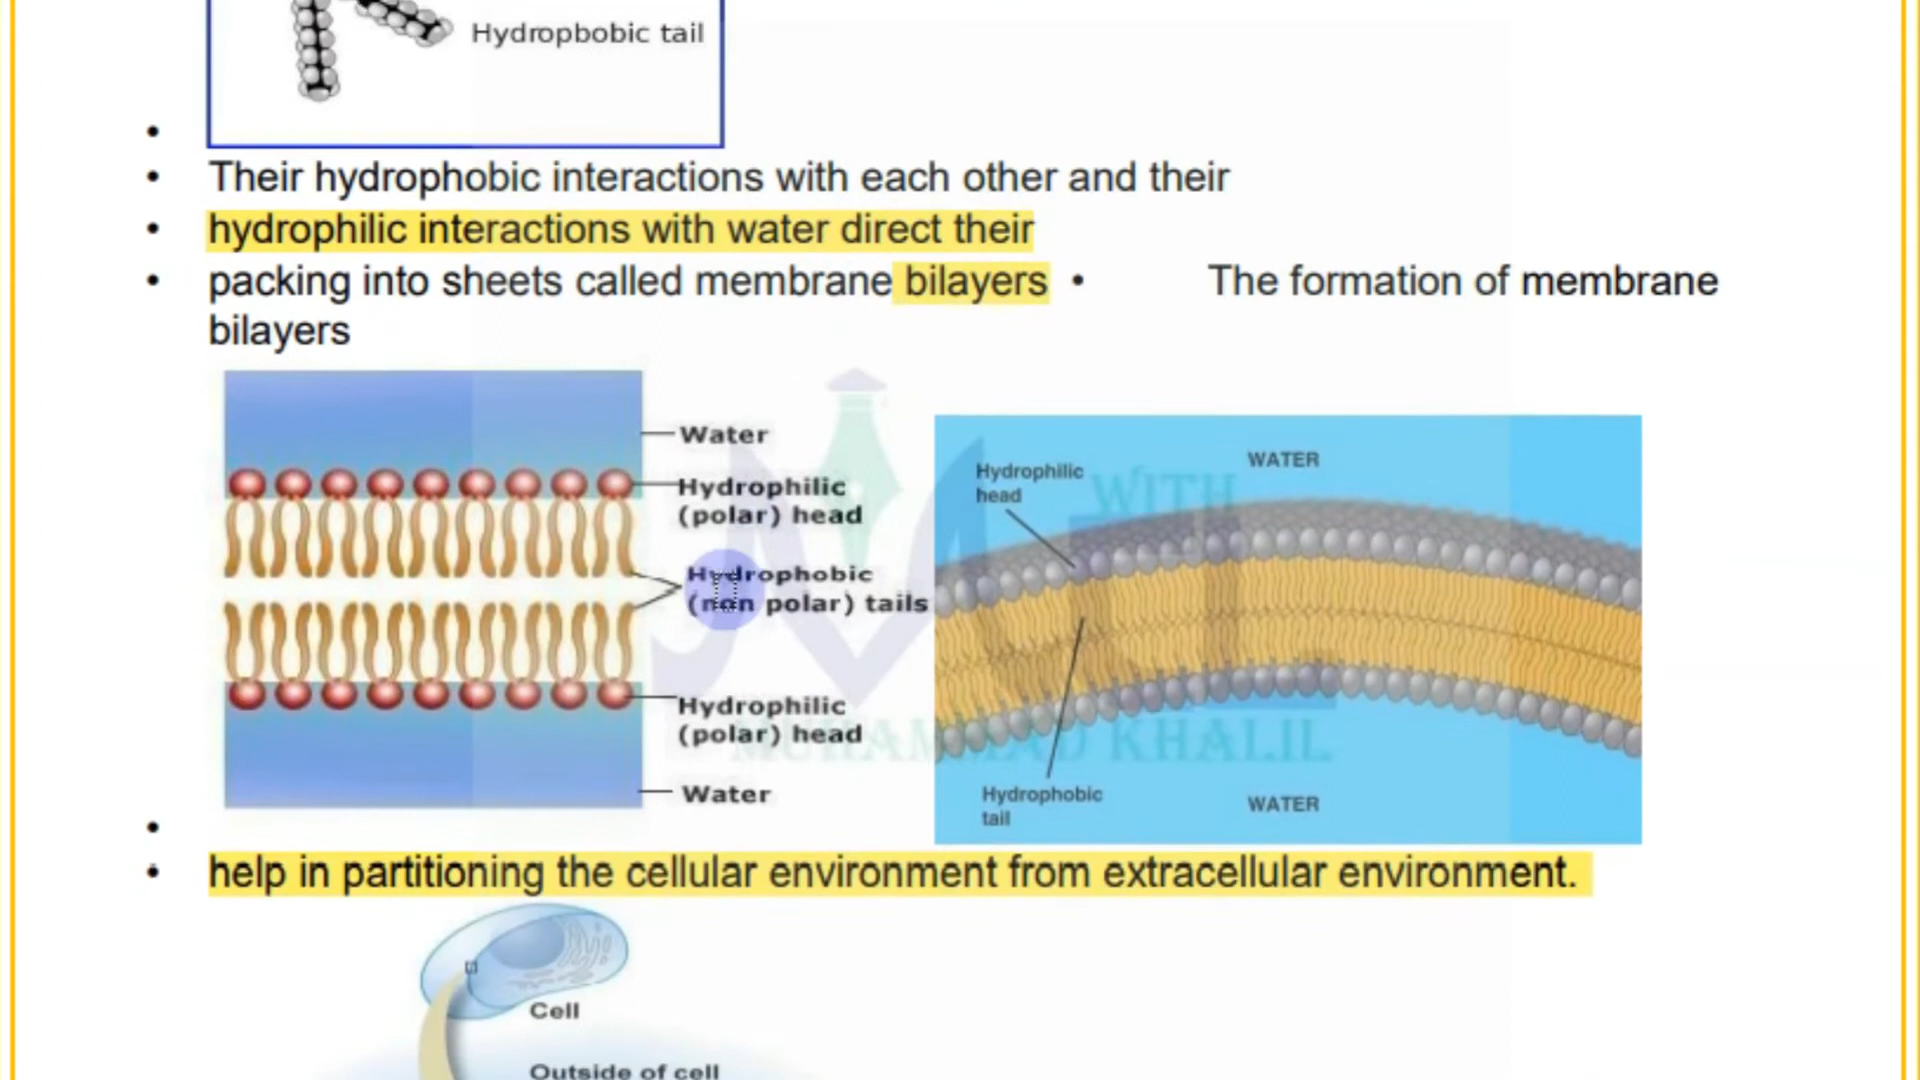 Hydropbobic tail
•
• Their hydrophobic interactions with each other and their
• hydrophilic interactions with water direct their
• packing into sheets called membrane bilayers • The formation of membrane
bilayers
Water
Hydrophilic
(polar) head
Hydrophobic
(non polar) tails
Hydrophilic
(polar) head
Water
WATER
Hydrophilic
head
Hydrophobic
tail
WATER
WITH
MUHAMMAD KHALIL
•
• help in partitioning the cellular environment from extracellular environment.
Cell
Outside of cell